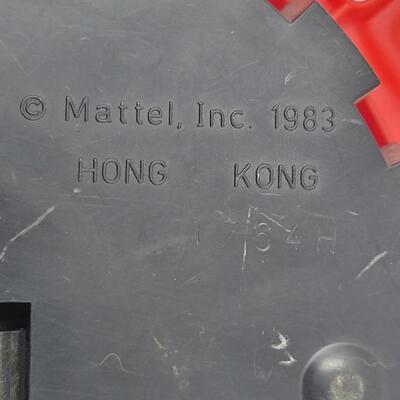 © Mattel, Inc. 1983
HONG KONG